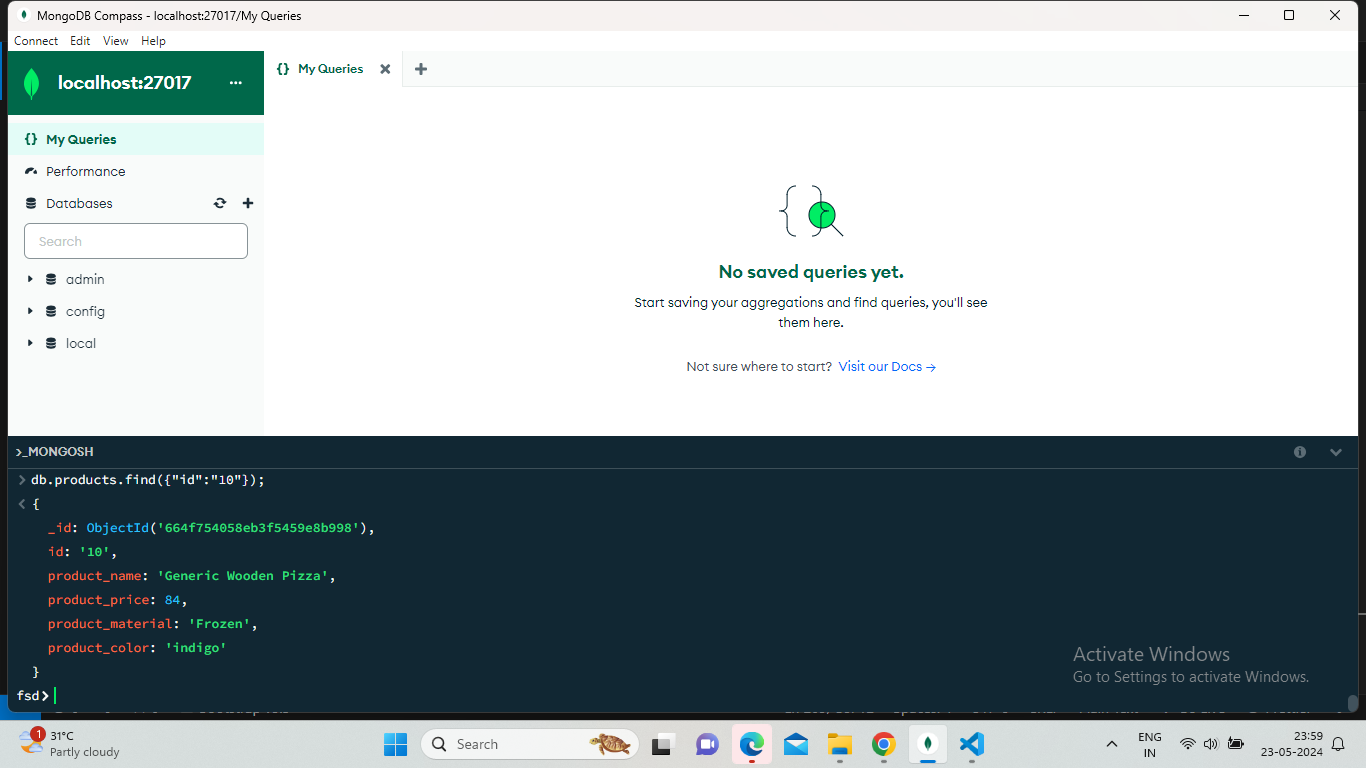 MongoDB Compass - localhost:27017/My Queries
Connect Edit View Help
localhost:27017 ...
{} My Queries
{} My Queries
Performance
Databases
Search
admin
config
local
No saved queries yet.
Start saving your aggregations and find queries, you'll see
them here.
Not sure where to start? Visit our Docs →
>_MONGOSH
> db.products.find({"id":"10"});
< {
_id: ObjectId('664f754058eb3f5459e8b998'),
id: '10',
product_name: 'Generic Wooden Pizza',
product_price: 84,
product_material: 'Frozen',
product_color: 'indigo'
}
fsd>
Activate Windows
Go to Settings to activate Windows.
1
31°C
Partly cloudy
Search
ENG
IN
23:59
23-05-2024